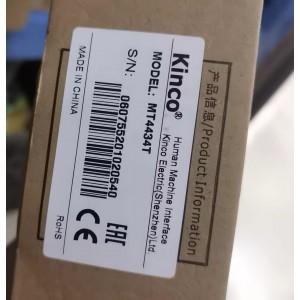 产品信息/Product Information
Kinco®
Human Machine Interface
Kinco Electric(Shenzhen)Ltd.
MODEL: MT4434T
S/N:
060755201020540
MADE IN CHINA
RoHS
CE
EAC